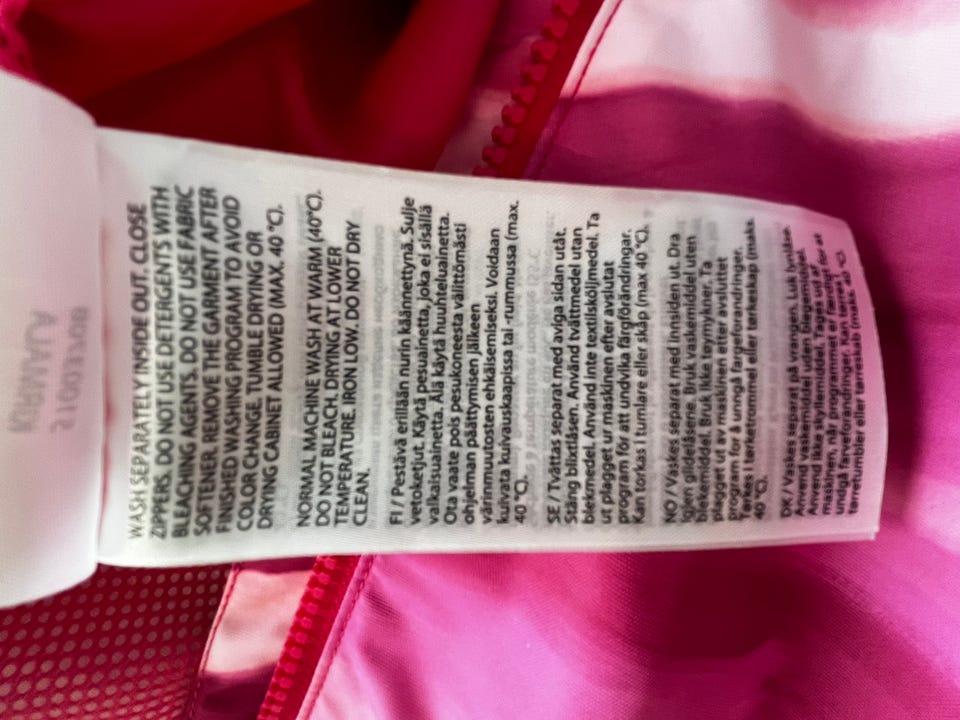 WASH SEPARATELY INSIDE OUT. CLOSE
ZIPPERS. DO NOT USE DETERGENTS WITH
BLEACHING AGENTS. DO NOT USE FABRIC
SOFTENER. REMOVE THE GARMENT AFTER
FINISHED WASHING PROGRAM TO AVOID
COLOR CHANGE. TUMBLE DRYING OR
DRYING CABINET ALLOWED (MAX. 40 °C).
NORMAL MACHINE WASH AT WARM (40°C).
DO NOT BLEACH. DRYING AT LOWER
TEMPERATURE. IRON LOW. DO NOT DRY
CLEAN.
FI / Pestävä erillään nurin käännettynä. Sulje
vetoketjut. Käytä pesuainetta, joka ei sisällä
valkaisuainetta. Älä käytä huuhteluainetta.
Ota vaate pois pesukoneesta välittömästi
ohjelman päättymisen jälkeen
värinmuutosten ehkäisemiseksi. Voidaan
kuivata kuivauskaapissa tai -rummussa (max.
40 °C).
SE / Tvättas separat med aviga sidan utåt.
Stäng blixtlåsen. Använd tvättmedel utan
blekmedel. Använd inte textilsköljmedel. Ta
ut plagget ur maskinen efter avslutat
program för att undvika färgförändringar.
Kan torkas i tumlare eller skåp (max 40 °C).
NO / Vaskes separat med innsiden ut. Dra
igjen glidelåsene. Bruk vaskemiddel uten
blekemiddel. Bruk ikke tøymykner. Ta
plagget ut av maskinen etter avsluttet
program for å unngå fargeforandringer.
Tørkes i tørketrommel eller tørkeskap (maks
40 °C).
DK / Vaskes separat på vrangen. Luk lynlåse.
Anvend vaskemiddel uden blegemiddel.
Anvend ikke skyllemiddel. Tages ud af
maskinen, når programmet er færdigt for at
undgå farveforandringer. Kan tørres i
tørretumbler eller tørreskab (maks. 40 °C).